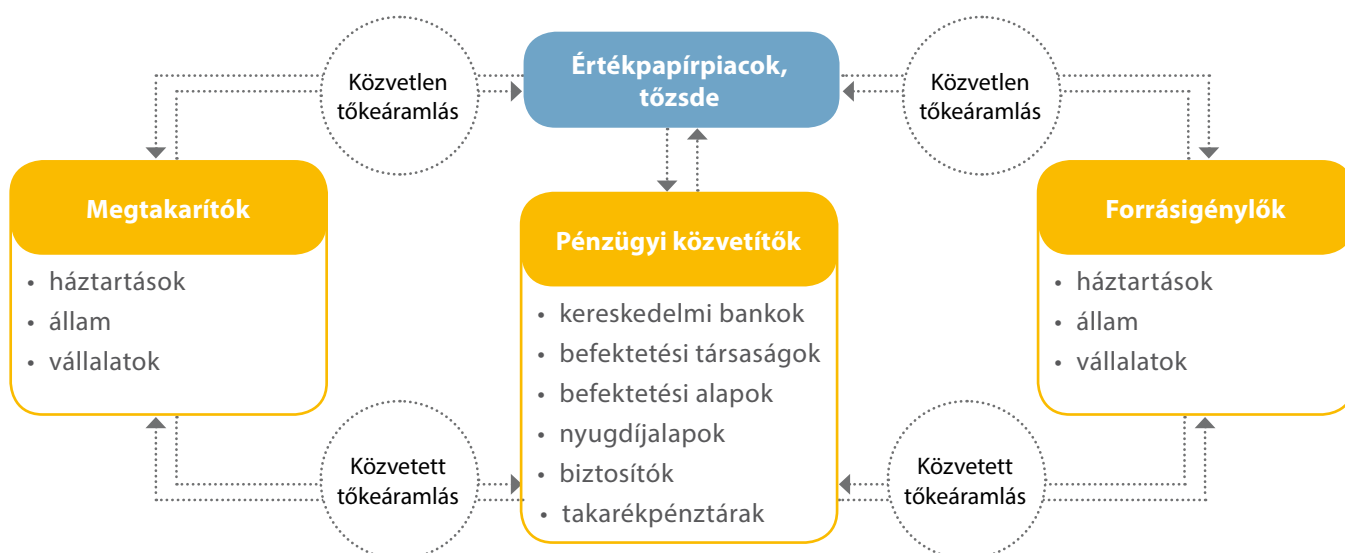 Közvetlen
tőkeáramlás
Értékpapírpiacok,
tőzsde
Közvetlen
tőkeáramlás
Megtakarítók
• háztartások
• állam
• vállalatok
Pénzügyi közvetítők
• kereskedelmi bankok
• befektetési társaságok
• befektetési alapok
• nyugdíjalapok
• biztosítók
• takarékpénztárak
Forrásigénylők
• háztartások
• állam
• vállalatok
Közvetett
tőkeáramlás
Közvetett
tőkeáramlás